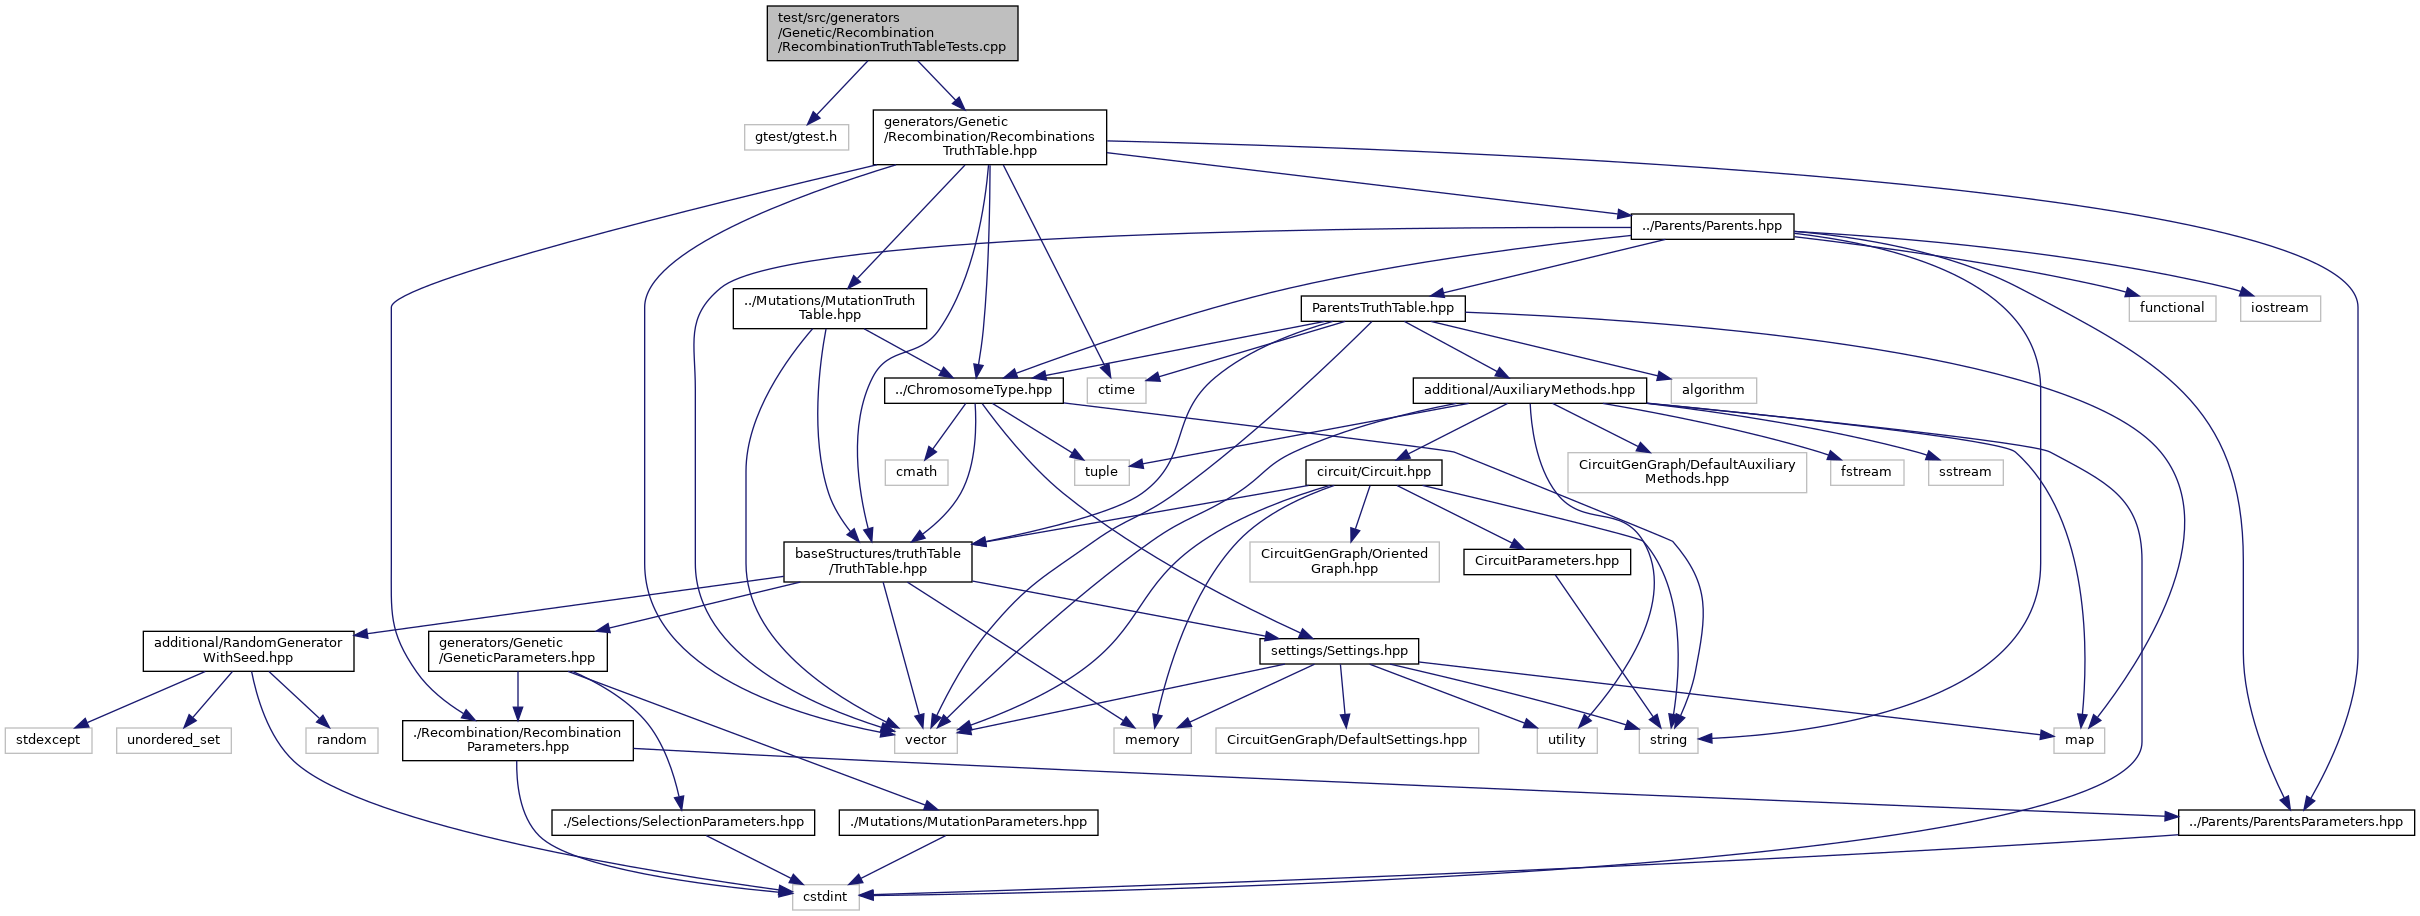 test/src/generators
/Genetic/Recombination
/RecombinationTruthTableTests.cpp
gtest/gtest.h
generators/Genetic
/Recombination/Recombinations
TruthTable.hpp
../Parents/Parents.hpp
../Mutations/MutationTruth
Table.hpp
ParentsTruthTable.hpp
functional
iostream
../ChromosomeType.hpp
ctime
additional/AuxiliaryMethods.hpp
algorithm
cmath
tuple
circuit/Circuit.hpp
CircuitGenGraph/DefaultAuxiliary
Methods.hpp
fstream
sstream
baseStructures/truthTable
/TruthTable.hpp
CircuitGenGraph/Oriented
Graph.hpp
CircuitParameters.hpp
additional/RandomGenerator
WithSeed.hpp
generators/Genetic
/GeneticParameters.hpp
settings/Settings.hpp
stdexcept
unordered_set
random
./Recombination/Recombination
Parameters.hpp
vector
memory
CircuitGenGraph/DefaultSettings.hpp
utility
string
map
./Selections/SelectionParameters.hpp
./Mutations/MutationParameters.hpp
../Parents/ParentsParameters.hpp
cstdint